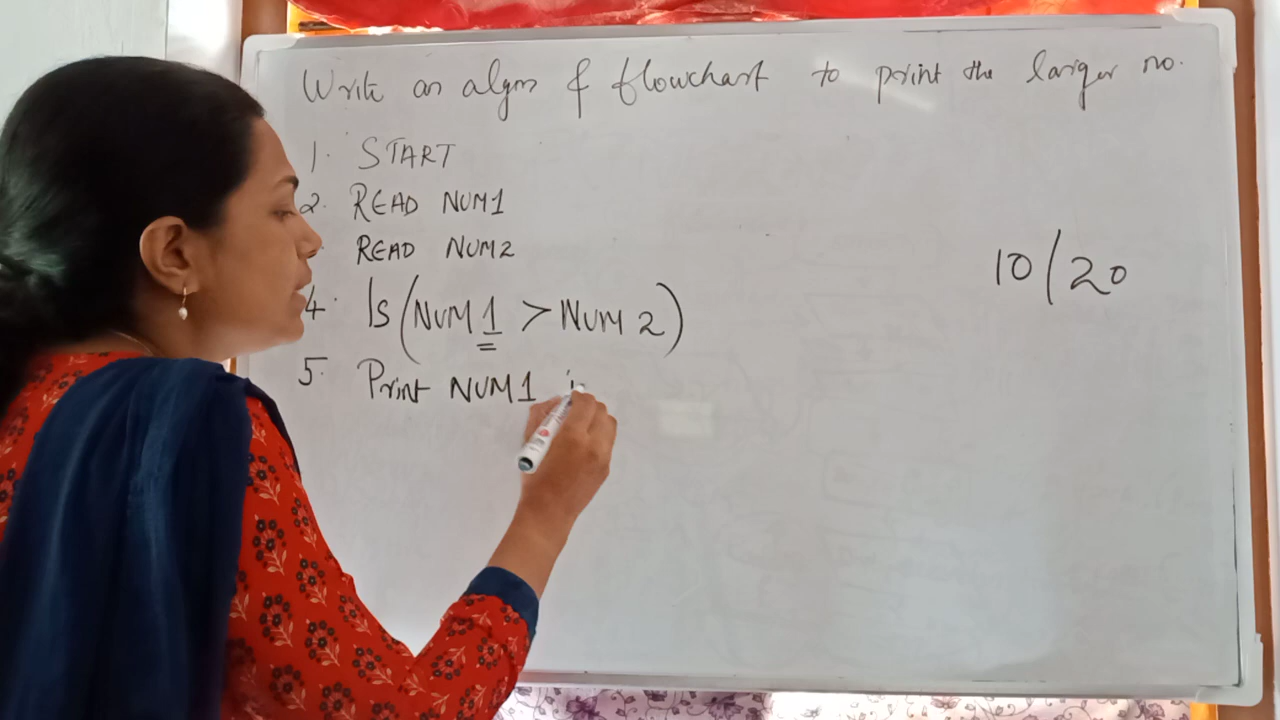 Write an algm & flowchart to print the larger no.
1. START
2. READ NUM1
READ NUM2
4. Is (NUM1 > NUM2)
5. Print NUM1 i
10/20